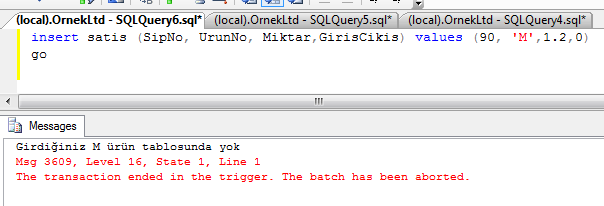 (local).OrnekLtd - SQLQuery6.sql* (local).OrnekLtd - SQLQuery5.sql* (local).OrnekLtd - SQLQuery4.sql*
insert satis (SipNo, UrunNo, Miktar,GirisCikis) values (90, 'M',1.2,0)
go
Messages
Girdiğiniz M ürün tablosunda yok
Msg 3609, Level 16, State 1, Line 1
The transaction ended in the trigger. The batch has been aborted.